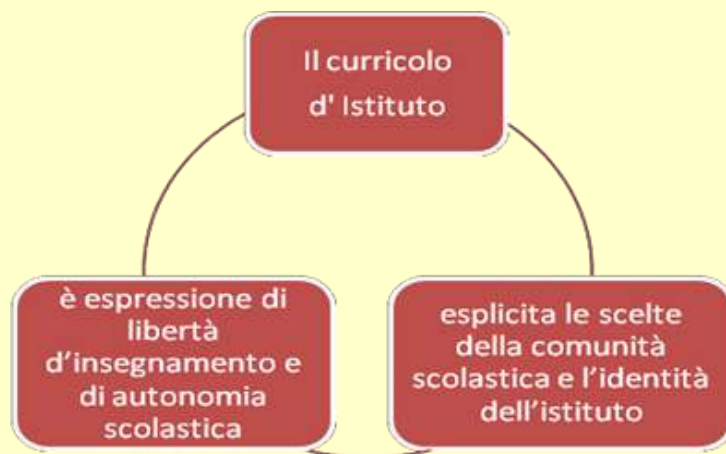 Il curricolo
d' Istituto
è espressione di
libertà
d’insegnamento e
di autonomia
scolastica
esplicita le scelte
della comunità
scolastica e l’identità
dell’istituto